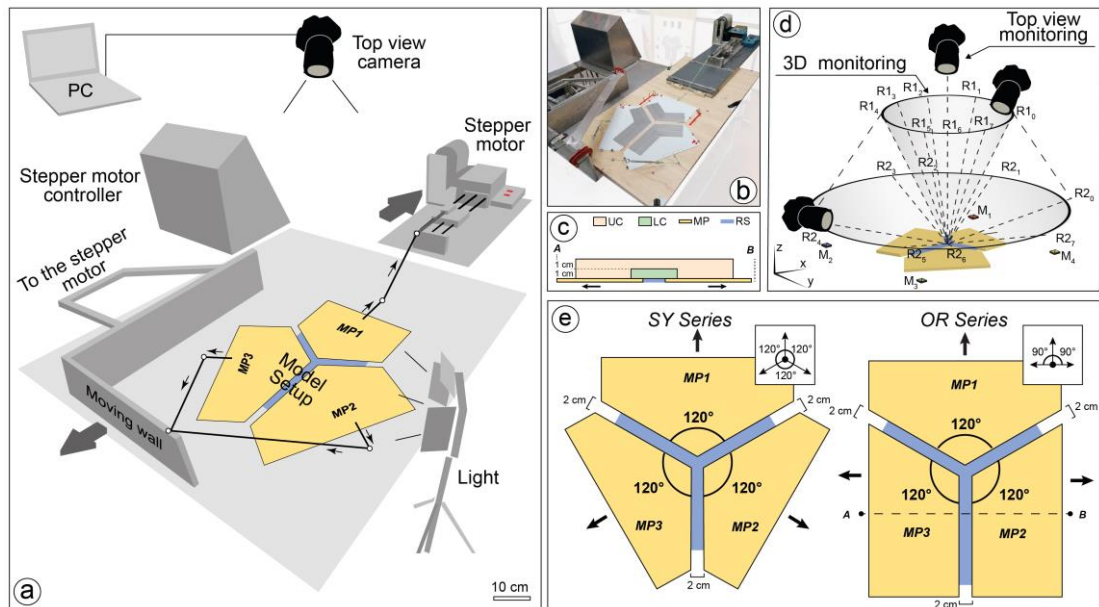 Top view
camera
PC
Stepper
motor
Stepper motor
controller
To the stepper
motor
MP1
MP3
MP2
Model
Setup
Moving wall
Light
a
10 cm
b
c
UC LC MP RS
A B
1 cm
1 cm
d
Top view
monitoring
3D monitoring
R1₃ R1₂ R1₁
R1₄ R1₀
R1₅ R1₆ R1₇
R2₃ R2₂ R2₁
R2₀
R2₄ R2₅ R2₆ R2₇
M₁
M₂
M₃
M₄
z
x
y
e
SY Series
120° 120°
120°
MP1
2 cm 2 cm
120°
120° 120°
MP3 MP2
2 cm
OR Series
90° 90°
MP1
2 cm 2 cm
120°
120° 120°
A B
MP3 MP2
2 cm